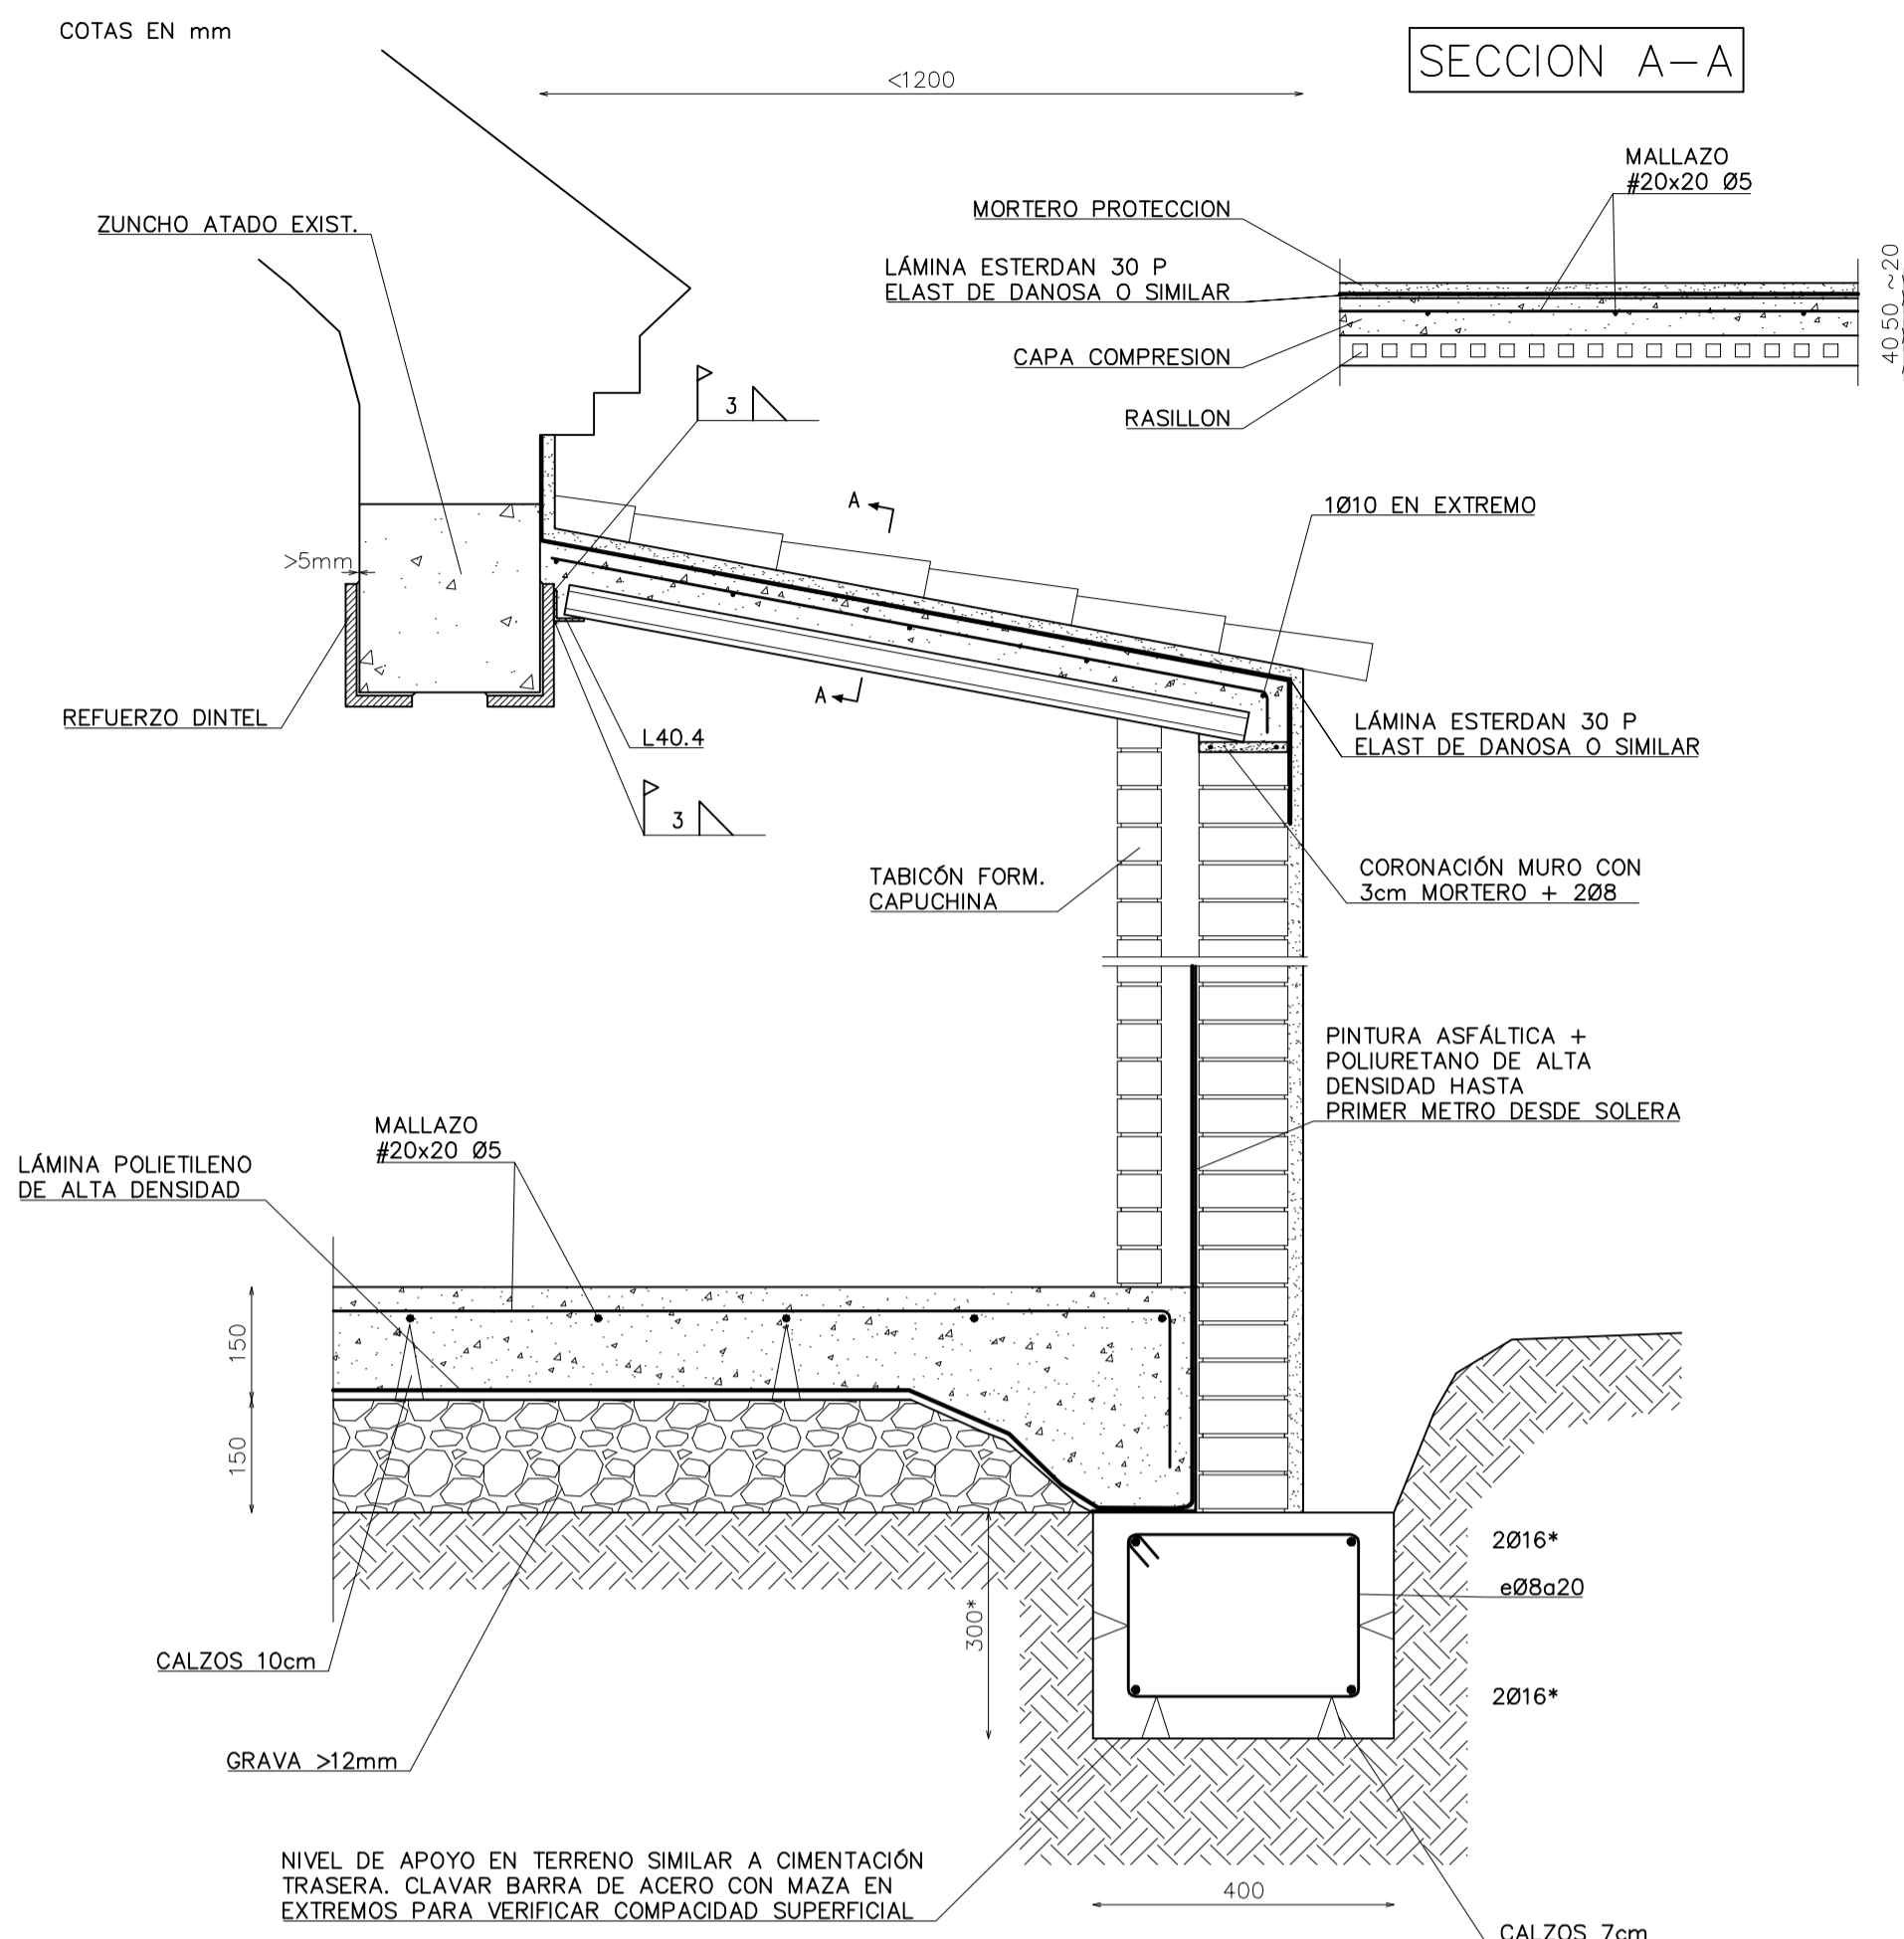 COTAS EN mm
SECCION A-A
<1200
MALLAZO
#20x20 Ø5
MORTERO PROTECCION
ZUNCHO ATADO EXIST.
LÁMINA ESTERDAN 30 P
ELAST DE DANOSA O SIMILAR
40 50 ~20
CAPA COMPRESION
RASILLON
3
A
1Ø10 EN EXTREMO
>5mm
A
REFUERZO DINTEL
L40.4
LÁMINA ESTERDAN 30 P
ELAST DE DANOSA O SIMILAR
3
TABICÓN FORM.
CAPUCHINA
CORONACIÓN MURO CON
3cm MORTERO + 2Ø8
PINTURA ASFÁLTICA +
POLIURETANO DE ALTA
DENSIDAD HASTA
PRIMER METRO DESDE SOLERA
MALLAZO
#20x20 Ø5
LÁMINA POLIETILENO
DE ALTA DENSIDAD
150
150
2Ø16*
eØ8a20
300*
CALZOS 10cm
2Ø16*
GRAVA >12mm
NIVEL DE APOYO EN TERRENO SIMILAR A CIMENTACIÓN
TRASERA. CLAVAR BARRA DE ACERO CON MAZA EN
EXTREMOS PARA VERIFICAR COMPACIDAD SUPERFICIAL
400
CALZOS 7cm